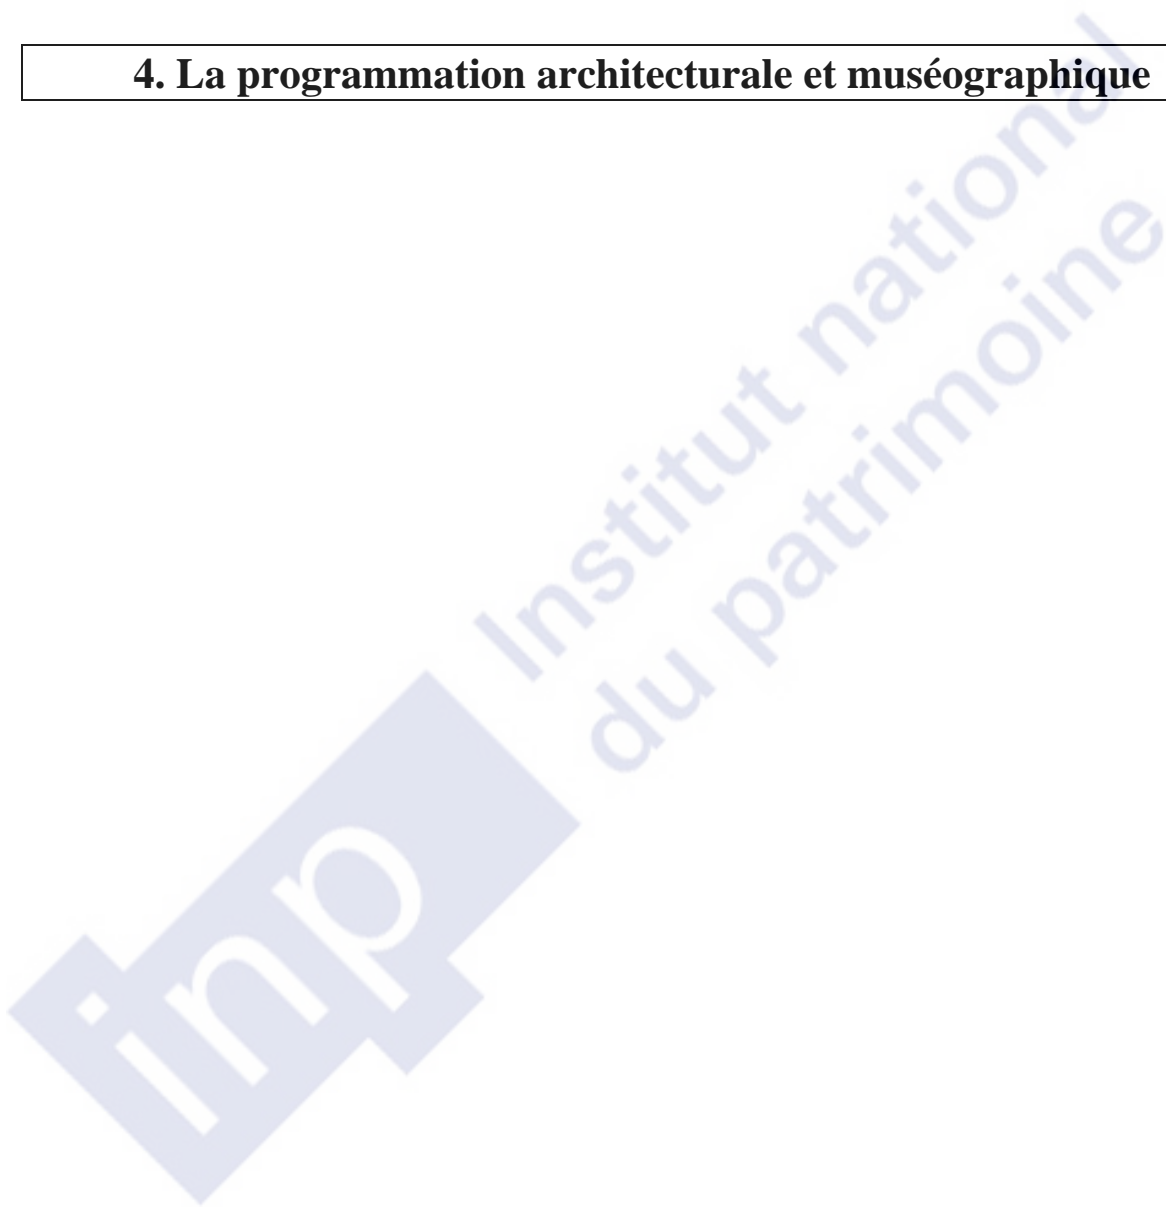 4. La programmation architecturale et muséographique
Institut national
du patrimoine
inp